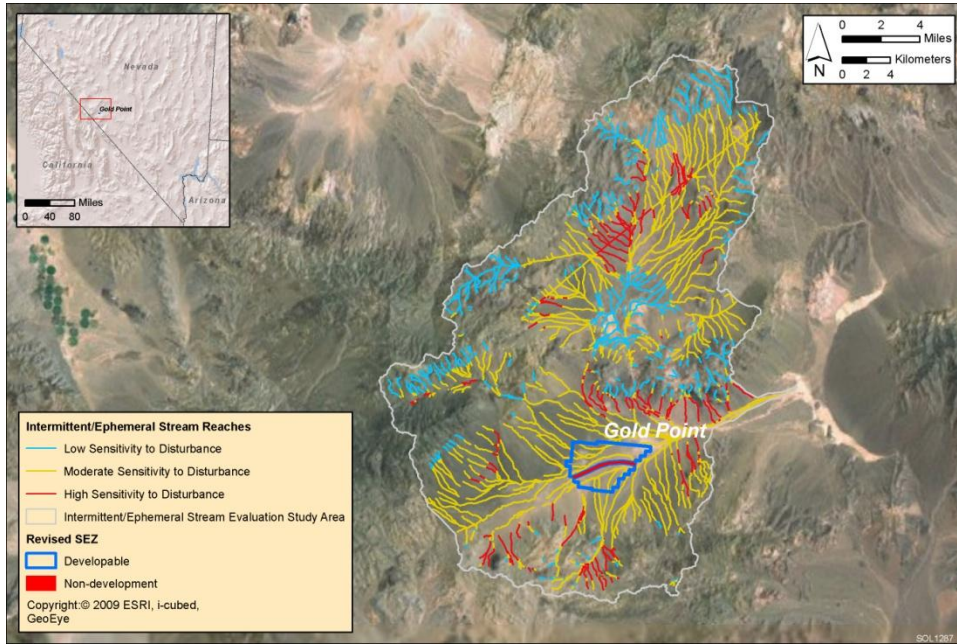 Nevada
Gold Point
California
Arizona
Miles
0 40 80
0 2 4
Miles
Kilometers
0 2 4
N
Gold Point
Intermittent/Ephemeral Stream Reaches
Low Sensitivity to Disturbance
Moderate Sensitivity to Disturbance
High Sensitivity to Disturbance
Intermittent/Ephemeral Stream Evaluation Study Area
Revised SEZ
Developable
Non-development
Copyright:© 2009 ESRI, i-cubed,
GeoEye
SOL1287